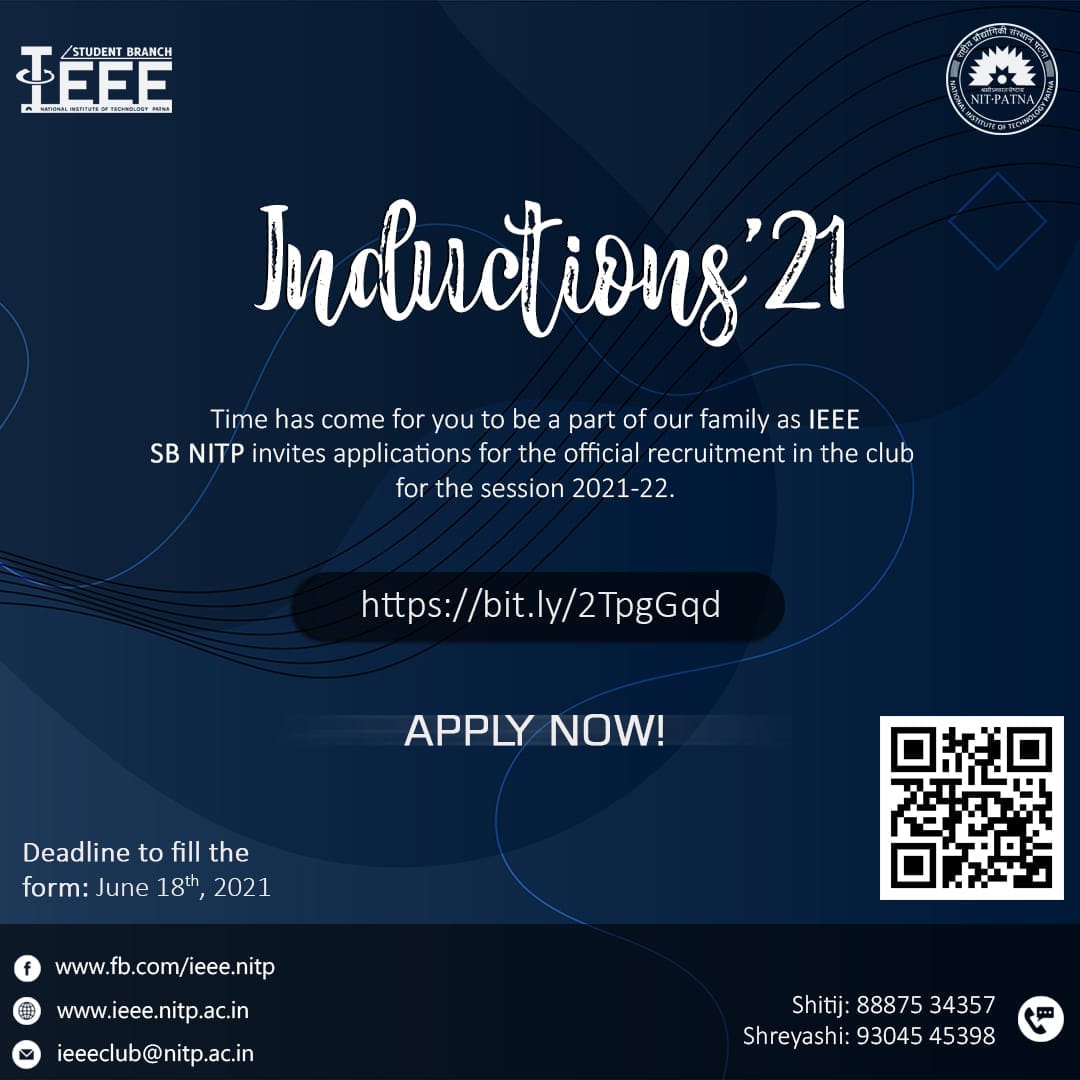 STUDENT BRANCH
IEEE
NATIONAL INSTITUTE OF TECHNOLOGY PATNA
राष्ट्रीय प्रौद्योगिकी संस्थान पटना
NIT-PATNA
NATIONAL INSTITUTE OF TECHNOLOGY PATNA
Inductions'21
Time has come for you to be a part of our family as IEEE
SB NITP invites applications for the official recruitment in the club
for the session 2021-22.
https://bit.ly/2TpgGqd
APPLY NOW!
Deadline to fill the
form: June 18th, 2021
www.fb.com/ieee.nitp
www.ieee.nitp.ac.in
ieeeclub@nitp.ac.in
Shitij: 88875 34357
Shreyashi: 93045 45398